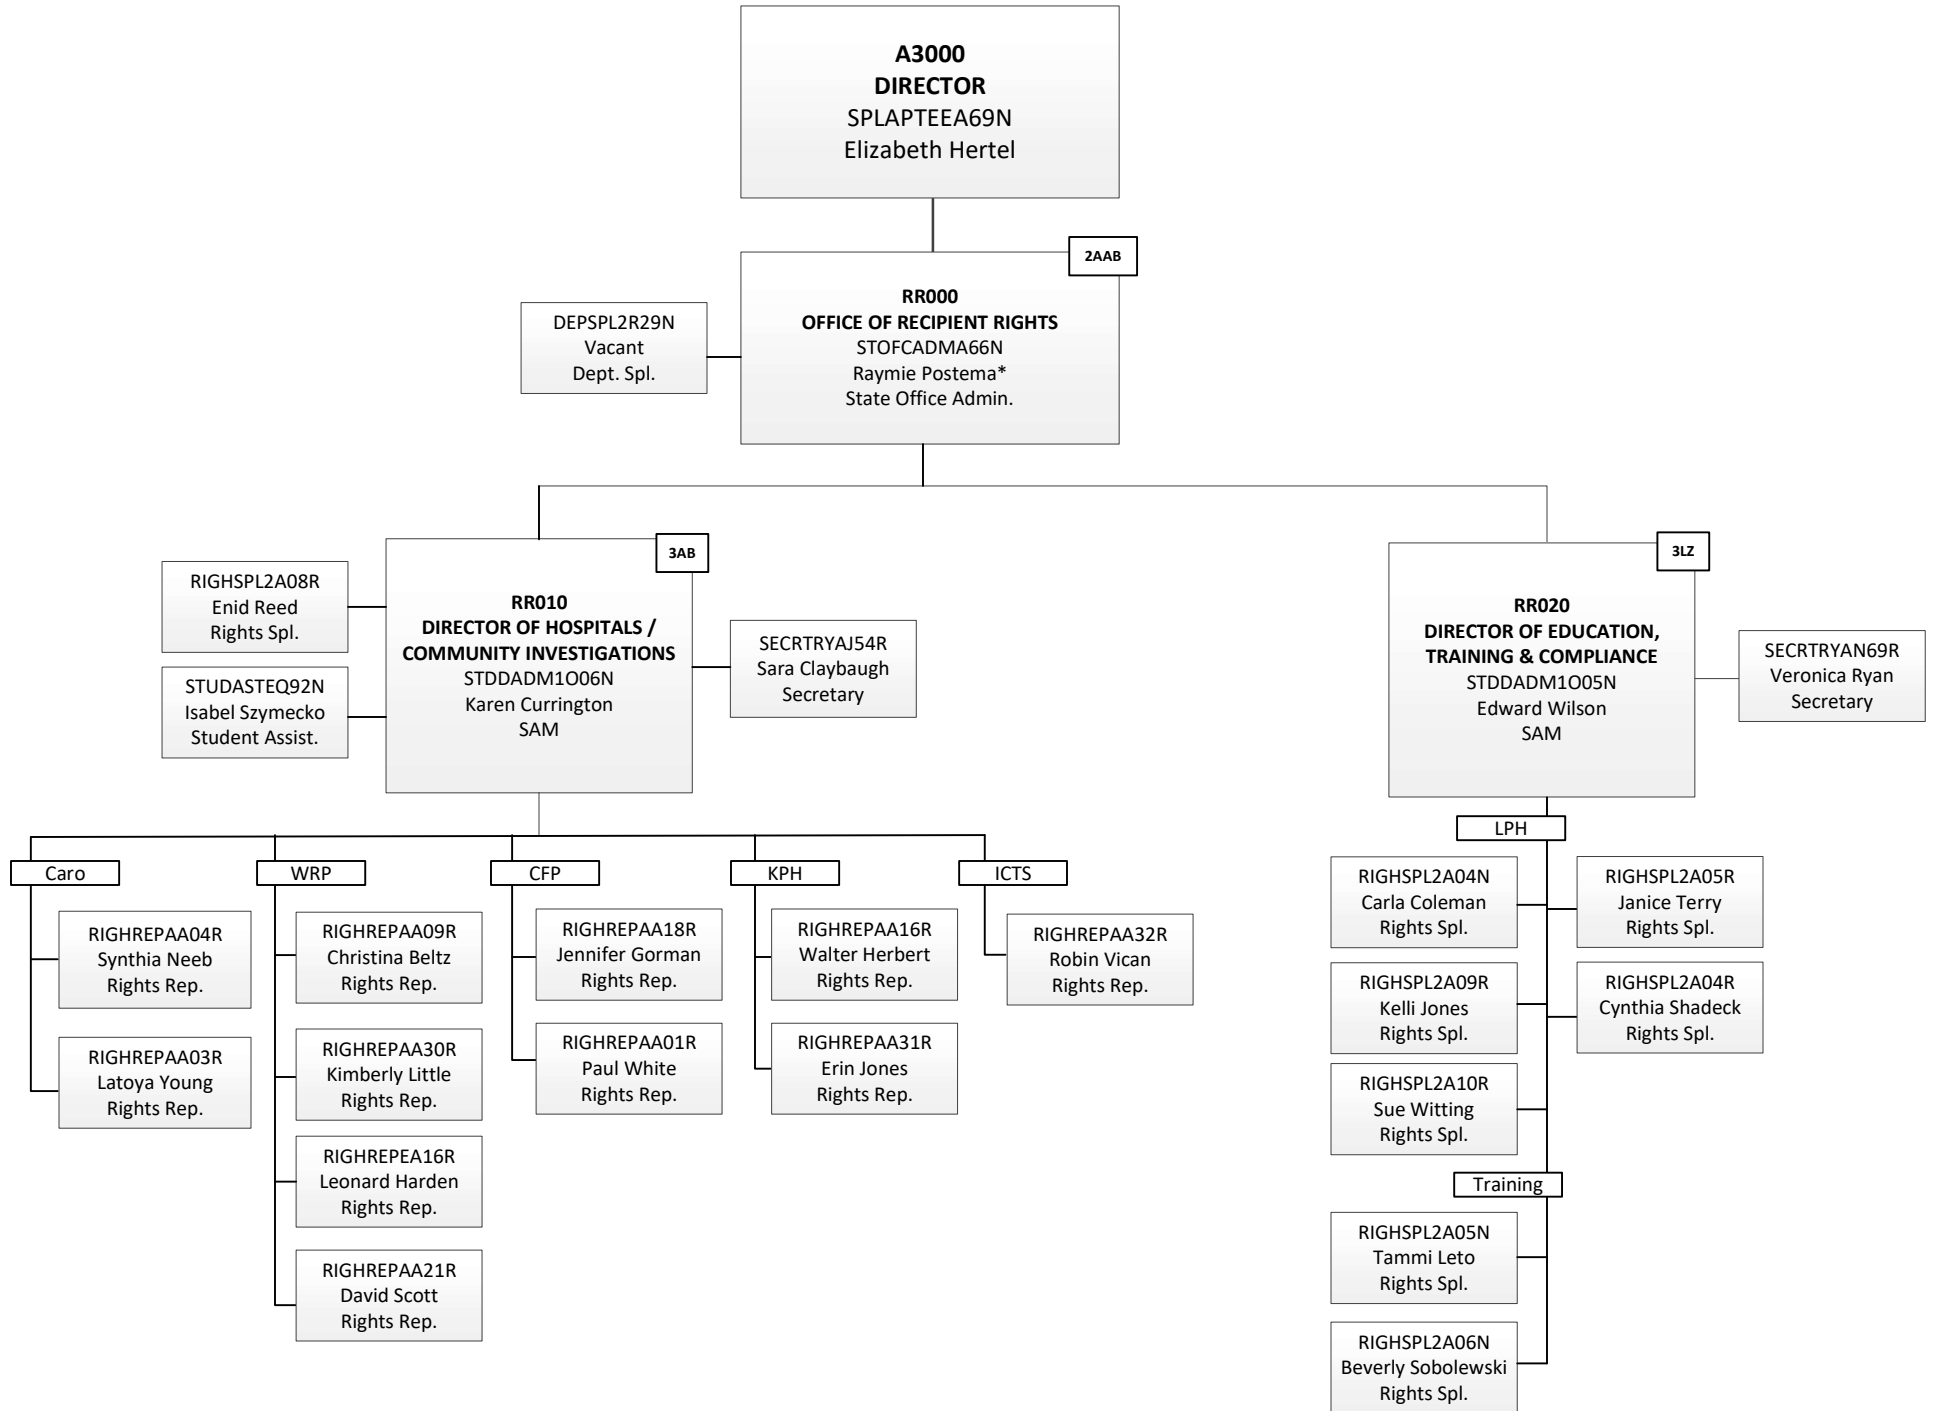 A3000
DIRECTOR
SPLAPTEEA69N
Elizabeth Hertel
2AAB
RR000
OFFICE OF RECIPIENT RIGHTS
STOFCADMA66N
Raymie Postema*
State Office Admin.
DEPSPL2R29N
Vacant
Dept. Spl.
3AB
RR010
DIRECTOR OF HOSPITALS /
COMMUNITY INVESTIGATIONS
STDDADM1O06N
Karen Currington
SAM
RIGHSPL2A08R
Enid Reed
Rights Spl.
STUDASTEQ92N
Isabel Szymecko
Student Assist.
SECRTRYAJ54R
Sara Claybaugh
Secretary
3LZ
RR020
DIRECTOR OF EDUCATION,
TRAINING & COMPLIANCE
STDDADM1O05N
Edward Wilson
SAM
SECRTRYAN69R
Veronica Ryan
Secretary
Caro
RIGHREPAA04R
Synthia Neeb
Rights Rep.
RIGHREPAA03R
Latoya Young
Rights Rep.
WRP
RIGHREPAA09R
Christina Beltz
Rights Rep.
RIGHREPAA30R
Kimberly Little
Rights Rep.
RIGHREPEA16R
Leonard Harden
Rights Rep.
RIGHREPAA21R
David Scott
Rights Rep.
CFP
RIGHREPAA18R
Jennifer Gorman
Rights Rep.
RIGHREPAA01R
Paul White
Rights Rep.
KPH
RIGHREPAA16R
Walter Herbert
Rights Rep.
RIGHREPAA31R
Erin Jones
Rights Rep.
ICTS
RIGHREPAA32R
Robin Vican
Rights Rep.
LPH
RIGHSPL2A04N
Carla Coleman
Rights Spl.
RIGHSPL2A05R
Janice Terry
Rights Spl.
RIGHSPL2A09R
Kelli Jones
Rights Spl.
RIGHSPL2A04R
Cynthia Shadeck
Rights Spl.
RIGHSPL2A10R
Sue Witting
Rights Spl.
Training
RIGHSPL2A05N
Tammi Leto
Rights Spl.
RIGHSPL2A06N
Beverly Sobolewski
Rights Spl.